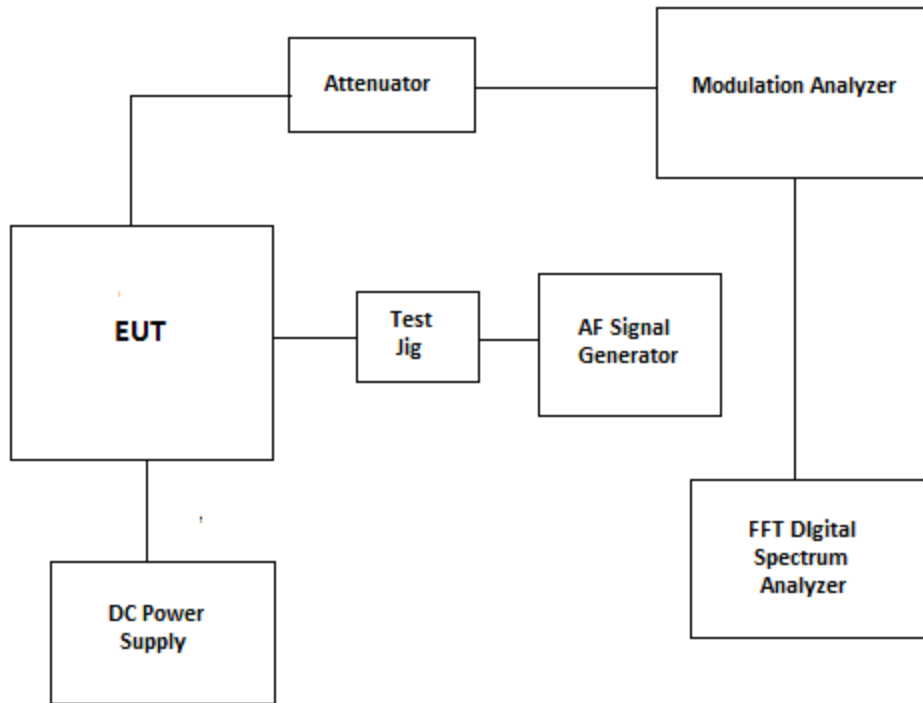 Attenuator
Modulation Analyzer
EUT
Test
Jig
AF Signal
Generator
FFT DIgital
Spectrum
Analyzer
DC Power
Supply